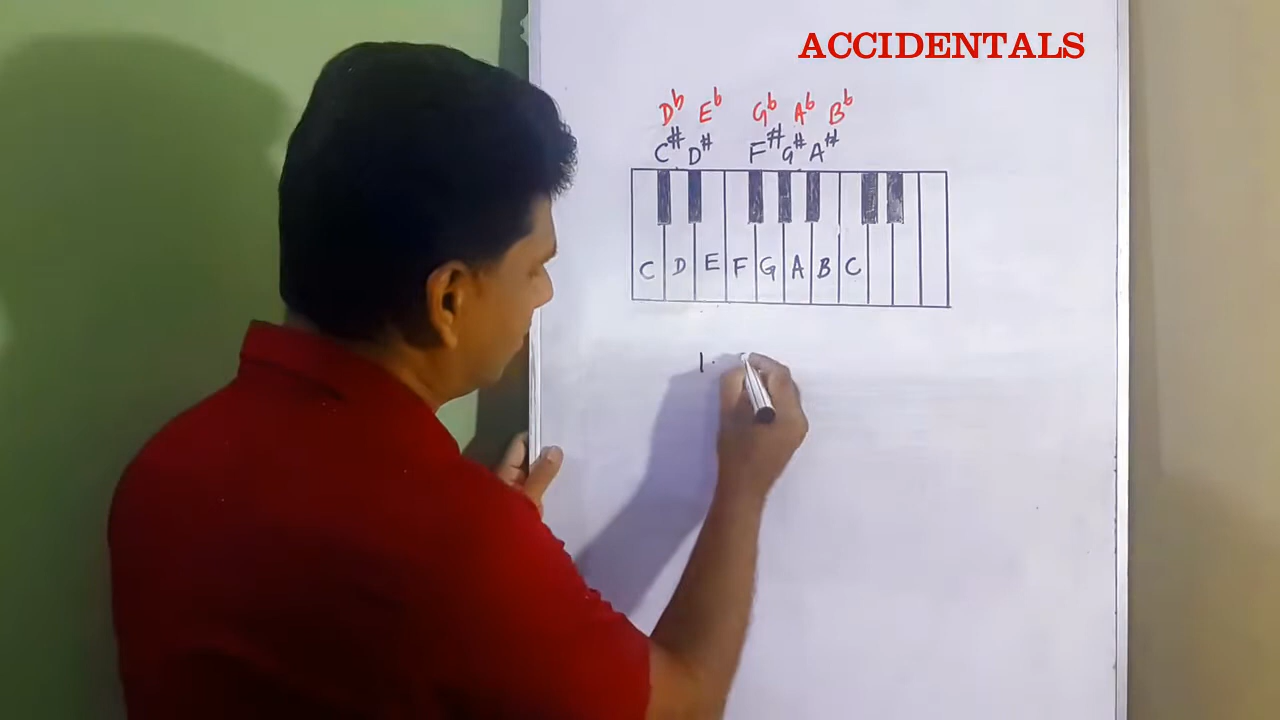 ACCIDENTALS
D♭ E♭ G♭ A♭ B♭
C# D# F# G# A#
C D E F G A B C
1.